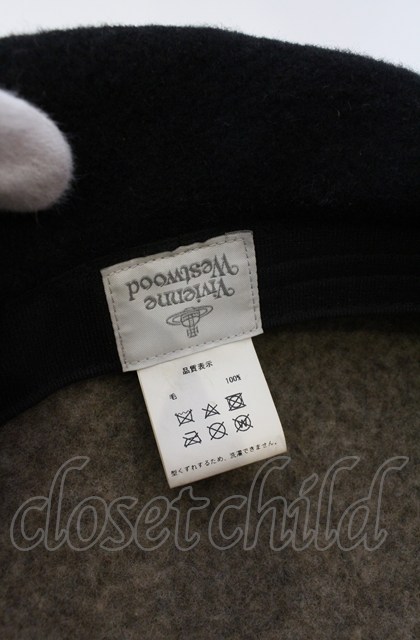 Vivienne
Westwood
品質表示
毛 100%
型くずれするため、洗濯できません。
closet child